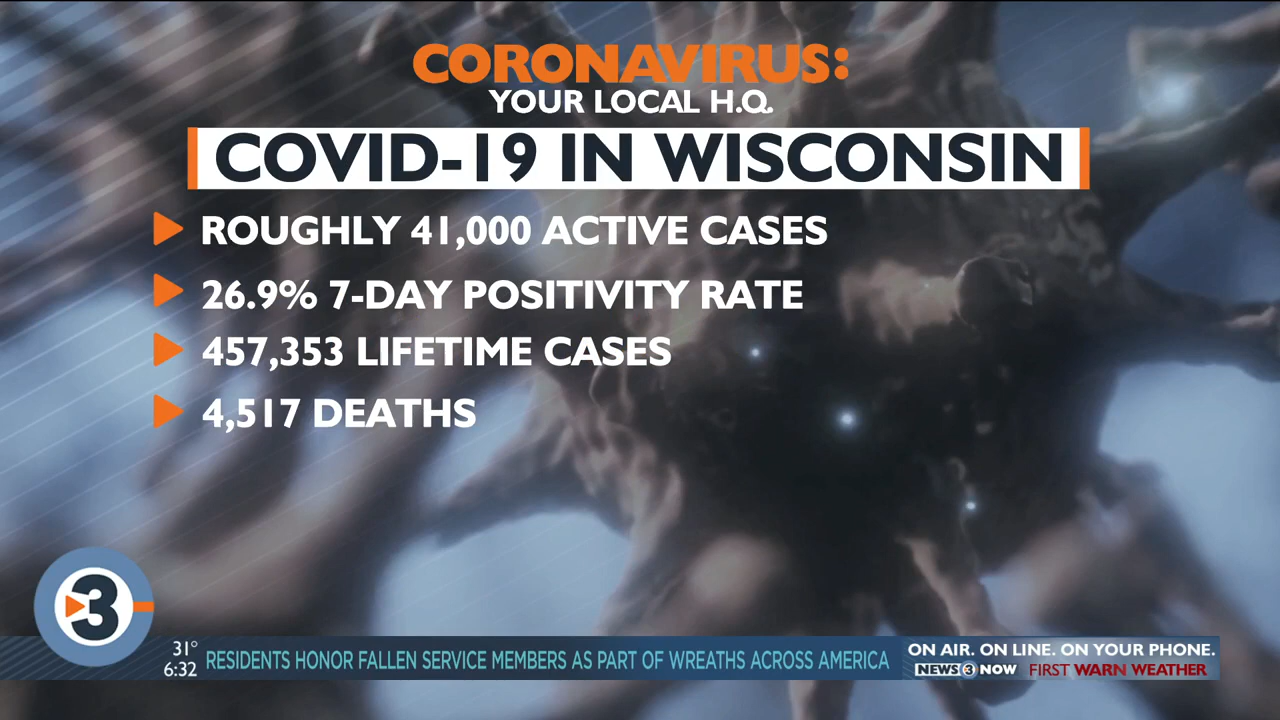 CORONAVIRUS:
YOUR LOCAL H.Q.
COVID-19 IN WISCONSIN
ROUGHLY 41,000 ACTIVE CASES
26.9% 7-DAY POSITIVITY RATE
457,353 LIFETIME CASES
4,517 DEATHS
3
31°
6:32
RESIDENTS HONOR FALLEN SERVICE MEMBERS AS PART OF WREATHS ACROSS AMERICA
ON AIR. ON LINE. ON YOUR PHONE.
NEWS 3 NOW FIRST WARN WEATHER